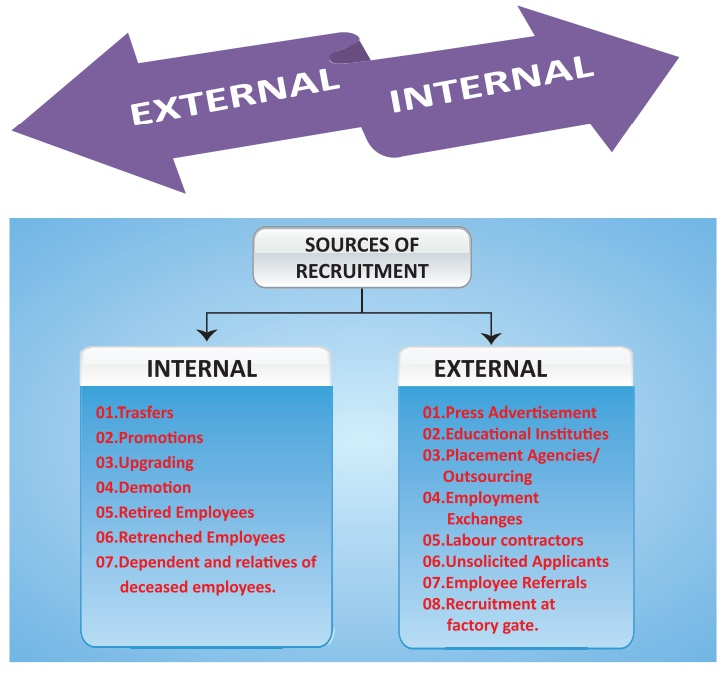 EXTERNAL
INTERNAL
SOURCES OF
RECRUITMENT
INTERNAL
01.Trasfers
02.Promotions
03.Upgrading
04.Demotion
05.Retired Employees
06.Retrenched Employees
07.Dependent and relatives of
deceased employees.
EXTERNAL
01.Press Advertisement
02.Educational Instituties
03.Placement Agencies/
Outsourcing
04.Employment
Exchanges
05.Labour contractors
06.Unsolicited Applicants
07.Employee Referrals
08.Recruitment at
factory gate.